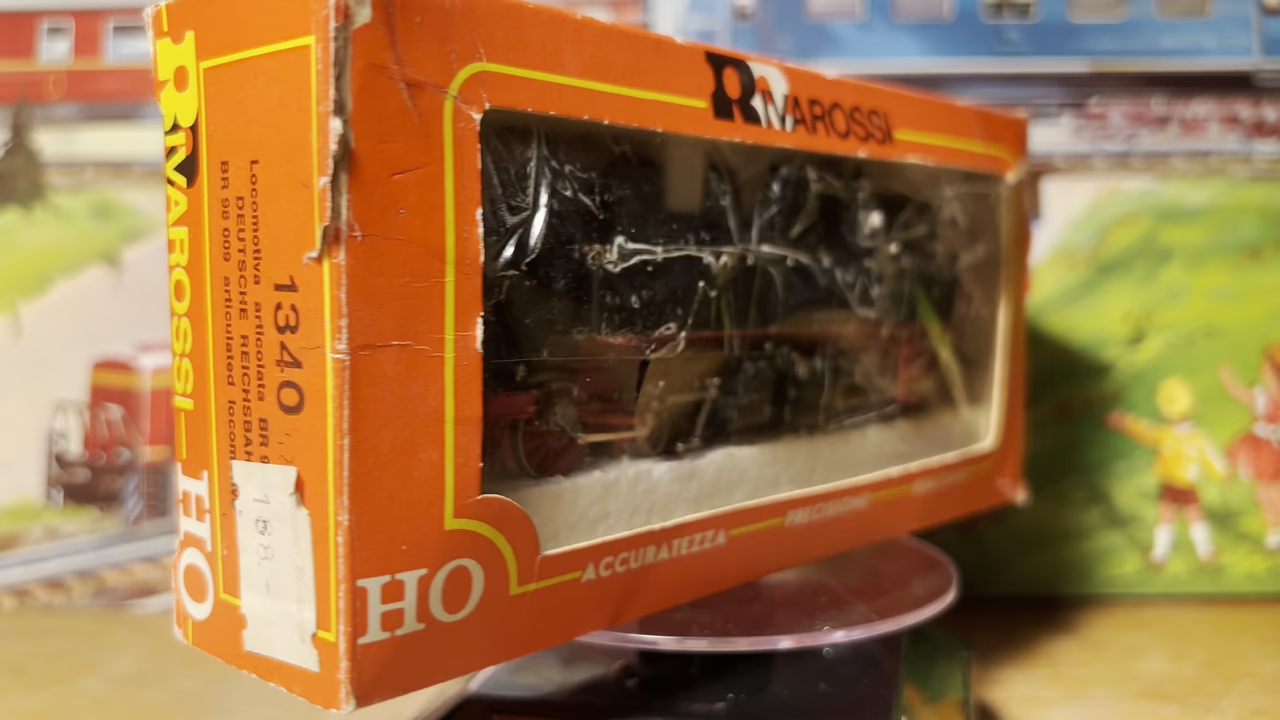 RIVAROSSI
HO
1340
Locomotiva articolata BR
DEUTSCHE REICHSBAH
BR 98 009 articulated locom
168.-
RIVAROSSI
HO
ACCURATEZZA
PRECISIONE